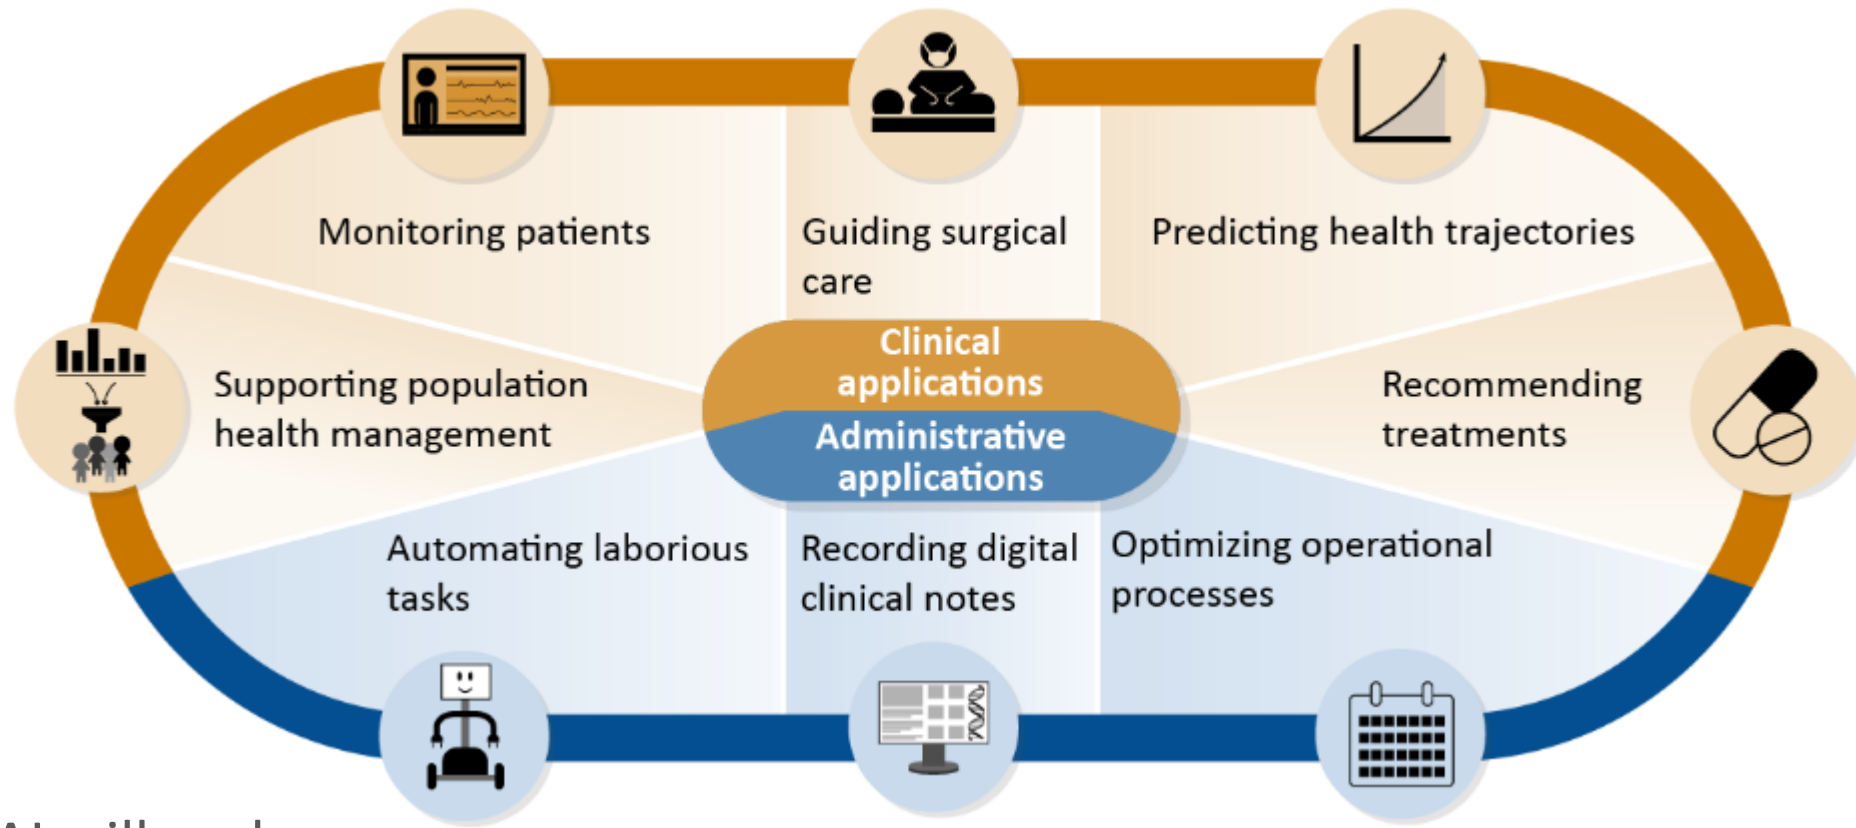 Monitoring patients
Guiding surgical
care
Predicting health trajectories
Clinical
applications
Supporting population
health management
Recommending
treatments
Administrative
applications
Automating laborious
tasks
Recording digital
clinical notes
Optimizing operational
processes